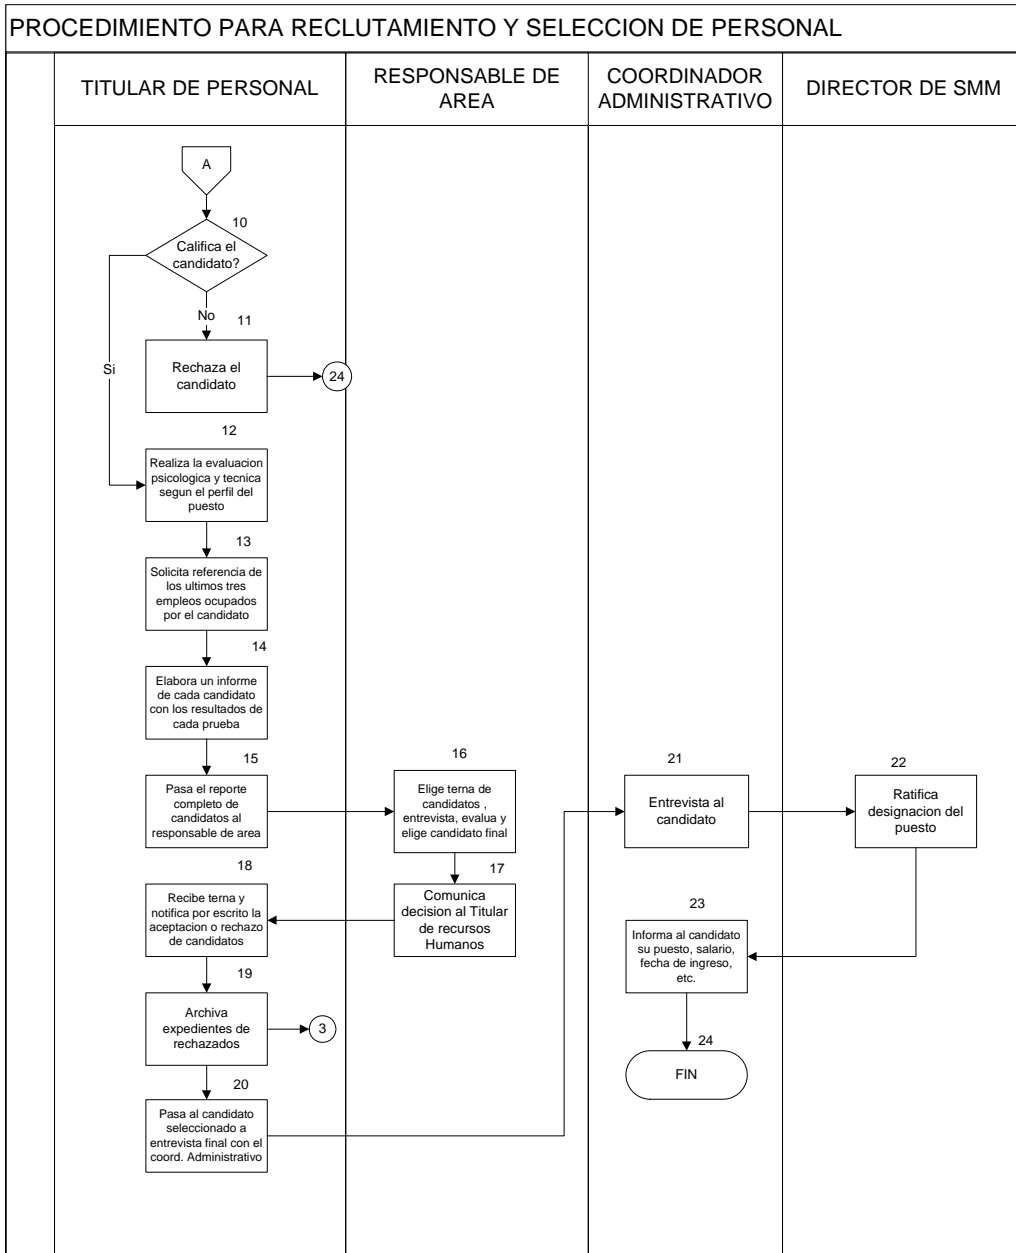 PROCEDIMIENTO PARA RECLUTAMIENTO Y SELECCION DE PERSONAL
TITULAR DE PERSONAL
RESPONSABLE DE
AREA
COORDINADOR
ADMINISTRATIVO
DIRECTOR DE SMM
A
10
Califica el
candidato?
No
Si
11
Rechaza el
candidato
24
12
Realiza la evaluacion
psicologica y tecnica
segun el perfil del
puesto
13
Solicita referencia de
los ultimos tres
empleos ocupados
por el candidato
14
Elabora un informe
de cada candidato
con los resultados de
cada prueba
15
Pasa el reporte
completo de
candidatos al
responsable de area
16
Elige terna de
candidatos ,
entrevista, evalua y
elige candidato final
17
Comunica
decision al Titular
de recursos
Humanos
18
Recibe terna y
notifica por escrito la
aceptacion o rechazo
de candidatos
19
Archiva
expedientes de
rechazados
3
20
Pasa al candidato
seleccionado a
entrevista final con el
coord. Administrativo
21
Entrevista al
candidato
22
Ratifica
designacion del
puesto
23
Informa al candidato
su puesto, salario,
fecha de ingreso,
etc.
24
FIN